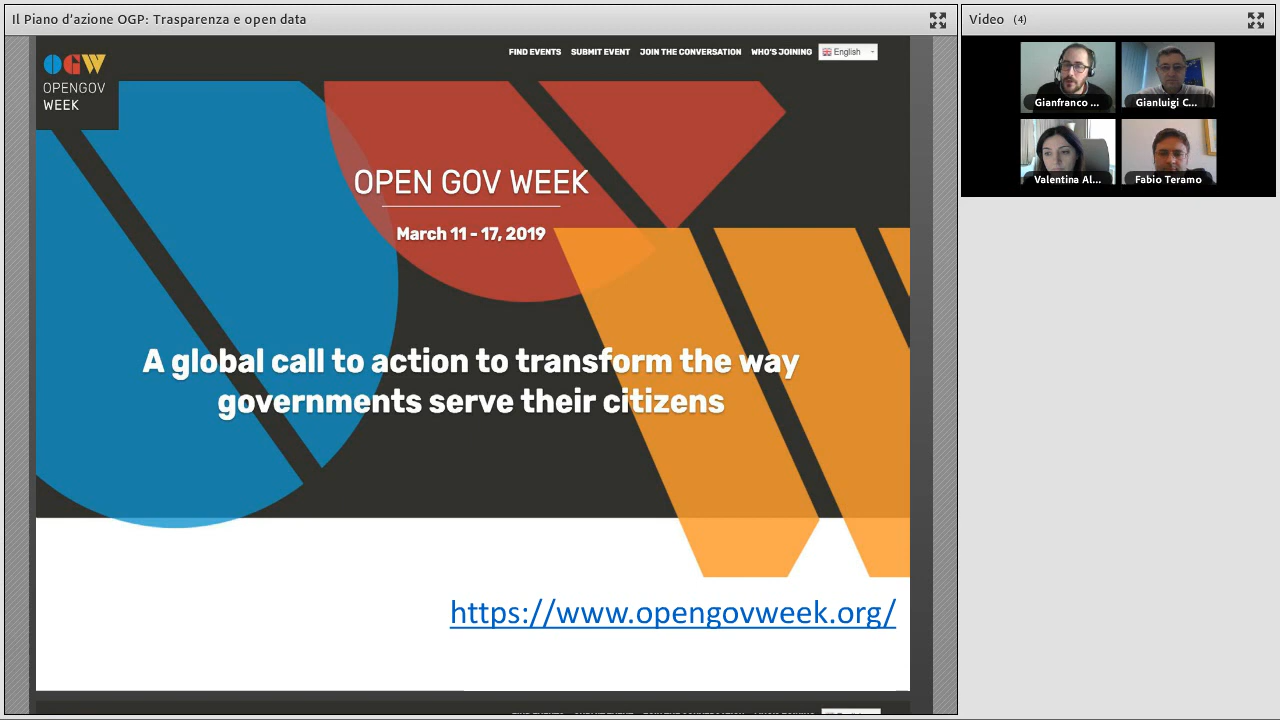 Il Piano d'azione OGP: Trasparenza e open data
Video (4)
OGW
OPENGOV
WEEK
FIND EVENTS SUBMIT EVENT JOIN THE CONVERSATION WHO'S JOINING English
OPEN GOV WEEK
March 11 - 17, 2019
A global call to action to transform the way
governments serve their citizens
https://www.opengovweek.org/
Gianfranco ...
Gianluigi C...
Valentina Al...
Fabio Teramo